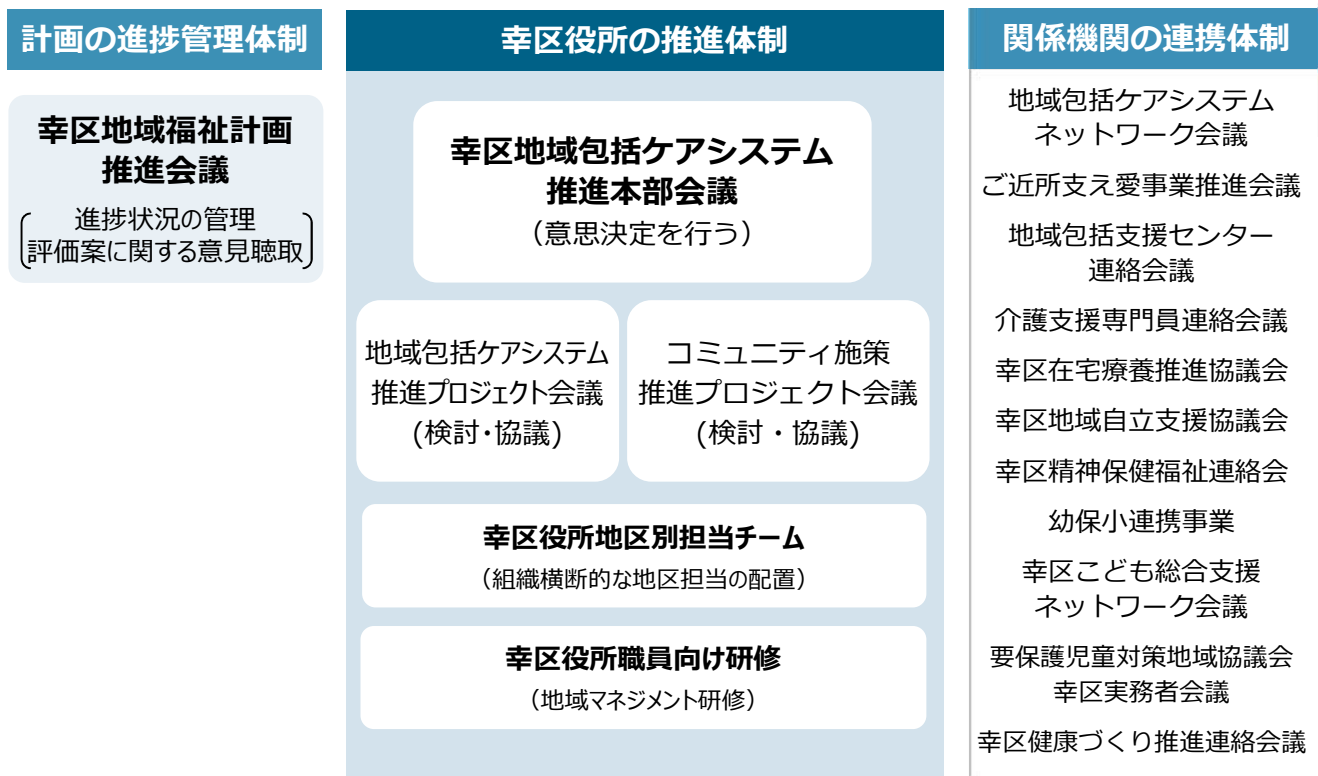 計画の進捗管理体制
幸区地域福祉計画
推進会議
進捗状況の管理
評価案に関する意見聴取
幸区役所の推進体制
幸区地域包括ケアシステム
推進本部会議
（意思決定を行う）
地域包括ケアシステム
推進プロジェクト会議
(検討・協議)
コミュニティ施策
推進プロジェクト会議
(検討・協議)
幸区役所地区別担当チーム
（組織横断的な地区担当の配置）
幸区役所職員向け研修
（地域マネジメント研修）
関係機関の連携体制
地域包括ケアシステム
ネットワーク会議
ご近所支え愛事業推進会議
地域包括支援センター
連絡会議
介護支援専門員連絡会議
幸区在宅療養推進協議会
幸区地域自立支援協議会
幸区精神保健福祉連絡会
幼保小連携事業
幸区こども総合支援
ネットワーク会議
要保護児童対策地域協議会
幸区実務者会議
幸区健康づくり推進連絡会議